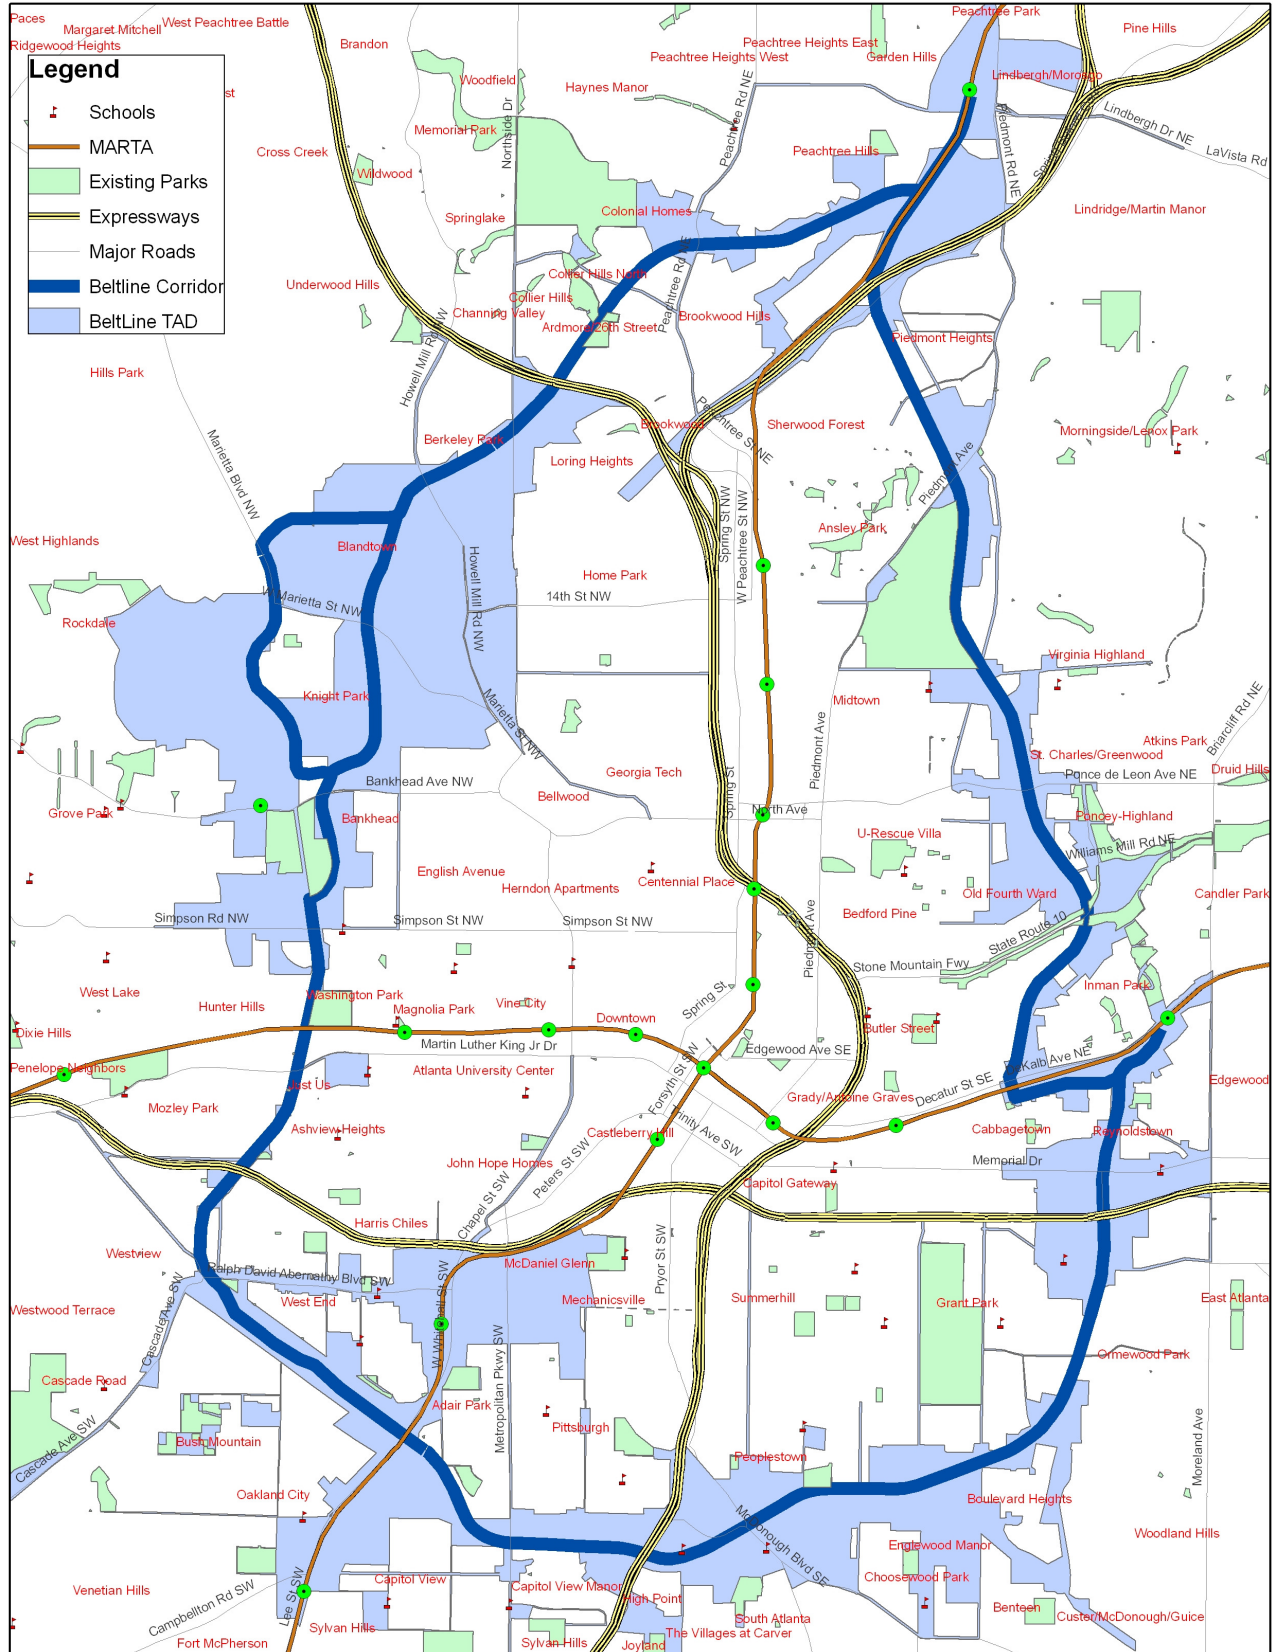 Paces
Margaret Mitchell
West Peachtree Battle
Ridgewood Heights
st
Brandon
Peachtree Park
Pine Hills
Peachtree Heights East
Peachtree Heights West
Garden Hills
Legend
Schools
MARTA
Existing Parks
Expressways
Major Roads
Beltline Corridor
BeltLine TAD
Woodfield
Haynes Manor
Lindbergh/Morosgo
Memorial Park
Northside Dr
Peachtree Rd NE
Piedmont Rd NE
Lindbergh Dr NE
LaVista Rd
Cross Creek
Wildwood
Peachtree Hills
Springlake
Colonial Homes
Lindridge/Martin Manor
Underwood Hills
Collier Hills North
Collier Hills
Channing Valley
Ardmore/26th Street
Peachtree Rd NE
Brookwood Hills
Piedmont Heights
Howell Mill Rd NW
Hills Park
Berkeley Park
Brookwood
Peachtree St NE
Sherwood Forest
Morningside/Lenox Park
Loring Heights
Marietta Blvd NW
Piedmont Ave
Spring St NW
W Peachtree St NW
Ansley Park
West Highlands
Blandtown
Home Park
Howell Mill Rd NW
W Marietta St NW
14th St NW
Rockdale
Virginia Highland
Knight Park
Midtown
Marietta St NW
Piedmont Ave
Briarcliff Rd NE
Atkins Park
St. Charles/Greenwood
Georgia Tech
Ponce de Leon Ave NE
Druid Hills
Bankhead Ave NW
Bellwood
Spring St
North Ave
Grove Park
Bankhead
Poncey-Highland
U-Rescue Villa
Williams Mill Rd NE
English Avenue
Herndon Apartments
Centennial Place
Old Fourth Ward
Candler Park
Simpson Rd NW
Simpson St NW
Simpson St NW
Bedford Pine
Piedmont Ave
State Route 10
Stone Mountain Fwy
West Lake
Hunter Hills
Washington Park
Magnolia Park
Vine City
Downtown
Spring St
Inman Park
Dixie Hills
Butler Street
Martin Luther King Jr Dr
Edgewood Ave SE
Penelope Neighbors
Just Us
Atlanta University Center
Forsyth St SW
DeKalb Ave NE
Decatur St SE
Edgewood
Mozley Park
Grady/Antoine Graves
Ashview Heights
Castleberry Hill
Trinity Ave SW
Cabbagetown
Reynoldstown
John Hope Homes
Peters St SW
Memorial Dr
Capitol Gateway
Chapel St SW
Harris Chiles
Westview
Pryor St SW
McDaniel Glenn
Ralph David Abernathy Blvd SW
West End
Mechanicsville
Summerhill
Grant Park
East Atlanta
Westwood Terrace
Cascade Ave SW
W Whitehall St SW
Metropolitan Pkwy SW
Ormewood Park
Cascade Road
Adair Park
Pittsburgh
Moreland Ave
Bush Mountain
Cascade Ave SW
Peoplestown
Oakland City
Boulevard Heights
McDonough Blvd SE
Woodland Hills
Englewood Manor
Venetian Hills
Campbellton Rd SW
Lee St SW
Capitol View
Capitol View Manor
High Point
Choosewood Park
Benteen
Custer/McDonough/Guice
South Atlanta
The Villages at Carver
Fort McPherson
Sylvan Hills
Sylvan Hills
Joyland